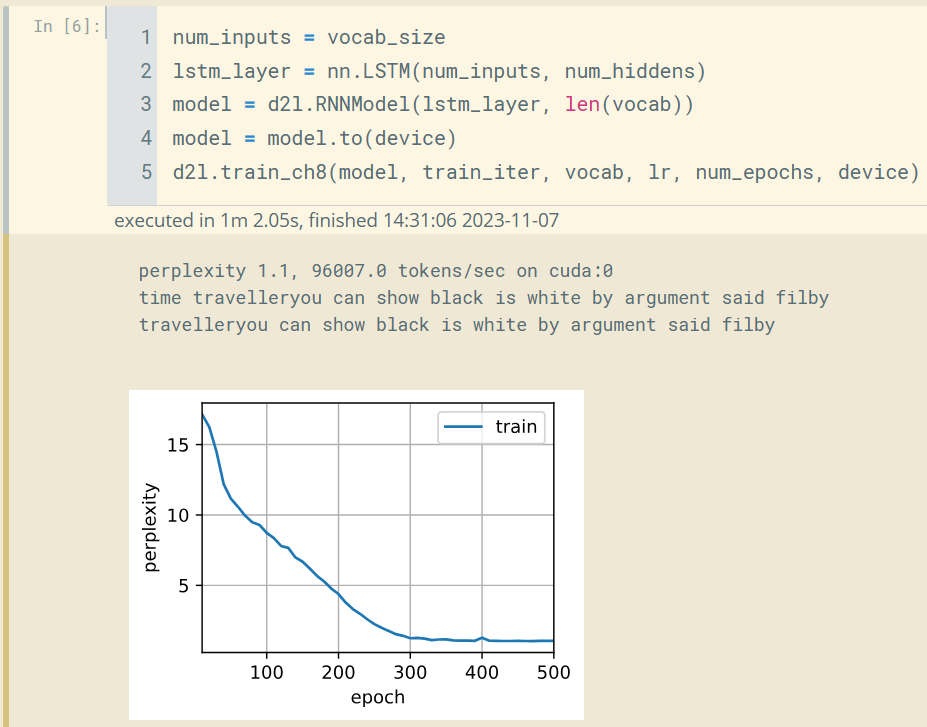 In [6]:
1 num_inputs = vocab_size
2 lstm_layer = nn.LSTM(num_inputs, num_hiddens)
3 model = d2l.RNNModel(lstm_layer, len(vocab))
4 model = model.to(device)
5 d2l.train_ch8(model, train_iter, vocab, lr, num_epochs, device)
executed in 1m 2.05s, finished 14:31:06 2023-11-07
perplexity 1.1, 96007.0 tokens/sec on cuda:0
time travelleryou can show black is white by argument said filby
travelleryou can show black is white by argument said filby
train
15
10
5
perplexity
100 200 300 400 500
epoch